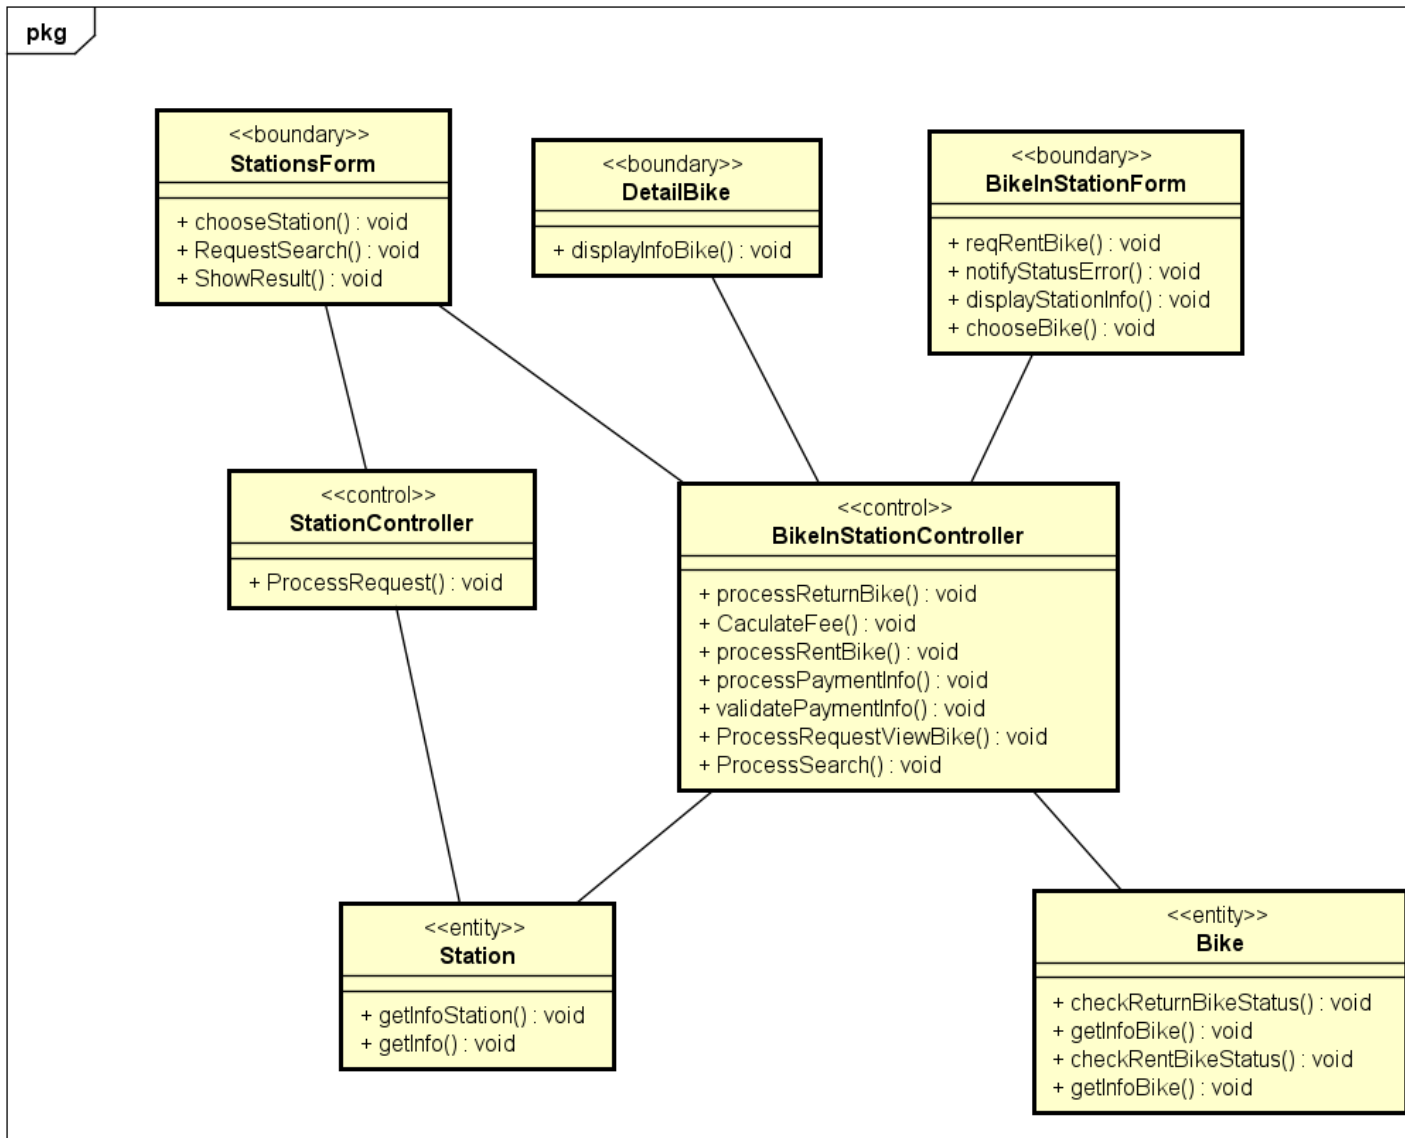 pkg
<<boundary>>
StationsForm
+ chooseStation() : void
+ RequestSearch() : void
+ ShowResult() : void
<<boundary>>
DetailBike
+ displayInfoBike() : void
<<boundary>>
BikeInStationForm
+ reqRentBike() : void
+ notifyStatusError() : void
+ displayStationInfo() : void
+ chooseBike() : void
<<control>>
StationController
+ ProcessRequest() : void
<<control>>
BikeInStationController
+ processReturnBike() : void
+ CaculateFee() : void
+ processRentBike() : void
+ processPaymentInfo() : void
+ validatePaymentInfo() : void
+ ProcessRequestViewBike() : void
+ ProcessSearch() : void
<<entity>>
Station
+ getInfoStation() : void
+ getInfo() : void
<<entity>>
Bike
+ checkReturnBikeStatus() : void
+ getInfoBike() : void
+ checkRentBikeStatus() : void
+ getInfoBike() : void